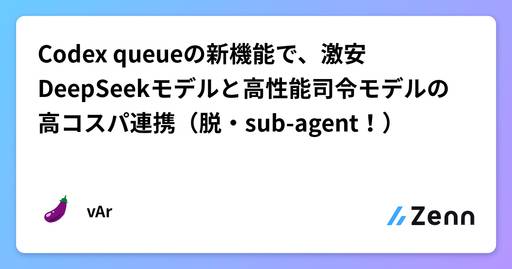 Codex queueの新機能で、激安
DeepSeekモデルと高性能司令モデルの
高コスパ連携（脱・sub-agent！）
vAr
Zenn